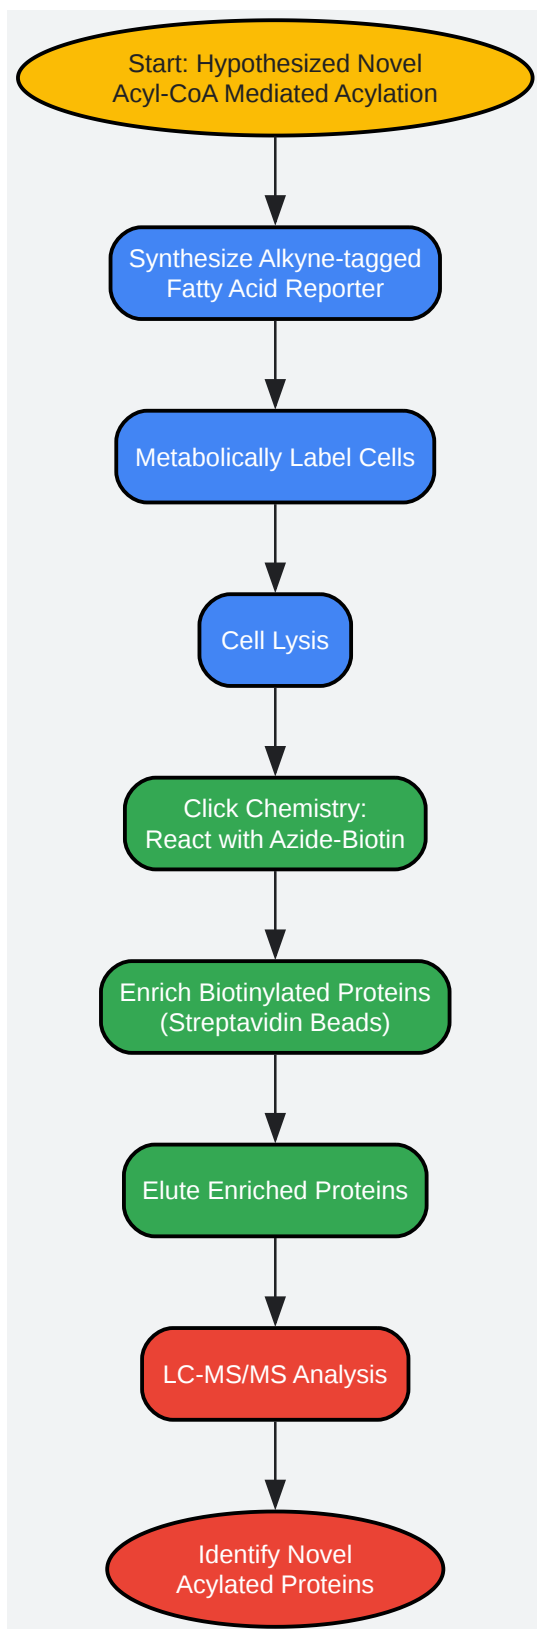 Start: Hypothesized Novel
Acyl-CoA Mediated Acylation
Synthesize Alkyne-tagged
Fatty Acid Reporter
Metabolically Label Cells
Cell Lysis
Click Chemistry:
React with Azide-Biotin
Enrich Biotinylated Proteins
(Streptavidin Beads)
Elute Enriched Proteins
LC-MS/MS Analysis
Identify Novel
Acylated Proteins